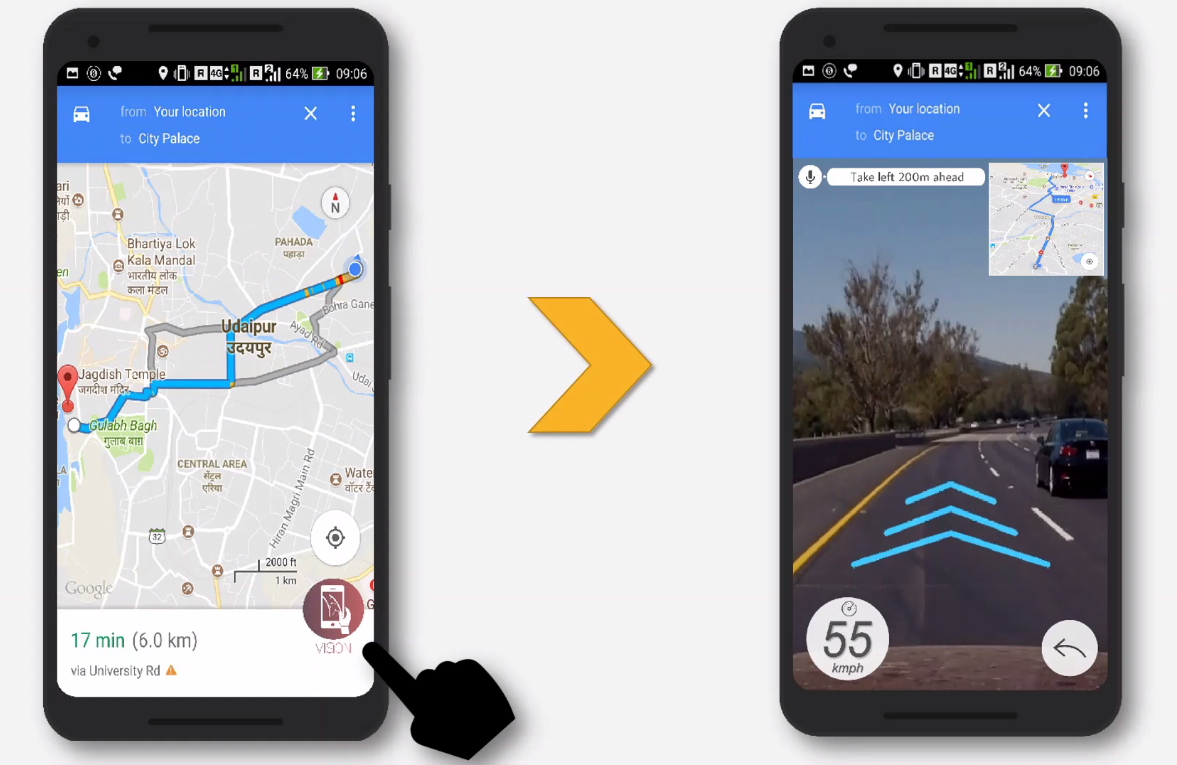 R 4G 1 R 2 64% 09:06
from Your location
to City Palace
N
PAHADA
पहाड़ा
Bhartiya Lok
Kala Mandal
भारतीय लोक
कला मंडल
Bohra Gane
Udaipur
उदयपुर
Ayad Rd
Jagdish Temple
जगदीश मंदिर
Udai
Gulabh Bagh
गुलाब बाग़
CENTRAL AREA
सेंट्रल
एरिया
Hiran Magri Main Rd
Wate
वॉटर
32
2000 ft
1 km
Google
17 min (6.0 km)
via University Rd
VISION
R 4G 1 R 2 64% 09:06
from Your location
to City Palace
Take left 200m ahead
55
kmph